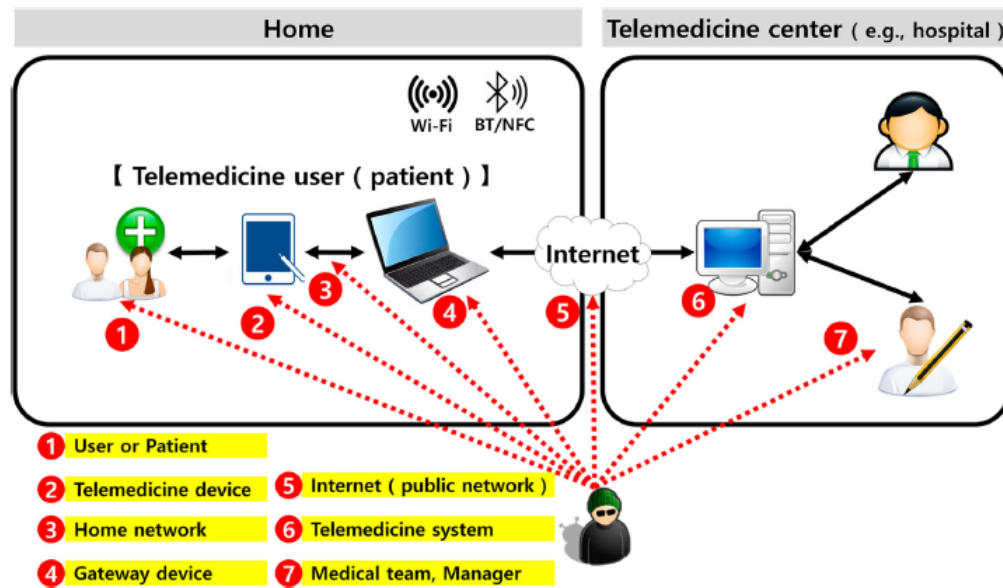 Home
Telemedicine center ( e.g., hospital )
Wi-Fi
BT/NFC
【 Telemedicine user ( patient ) 】
Internet
1
2
3
4
5
6
7
1 User or Patient
2 Telemedicine device
3 Home network
4 Gateway device
5 Internet ( public network )
6 Telemedicine system
7 Medical team, Manager